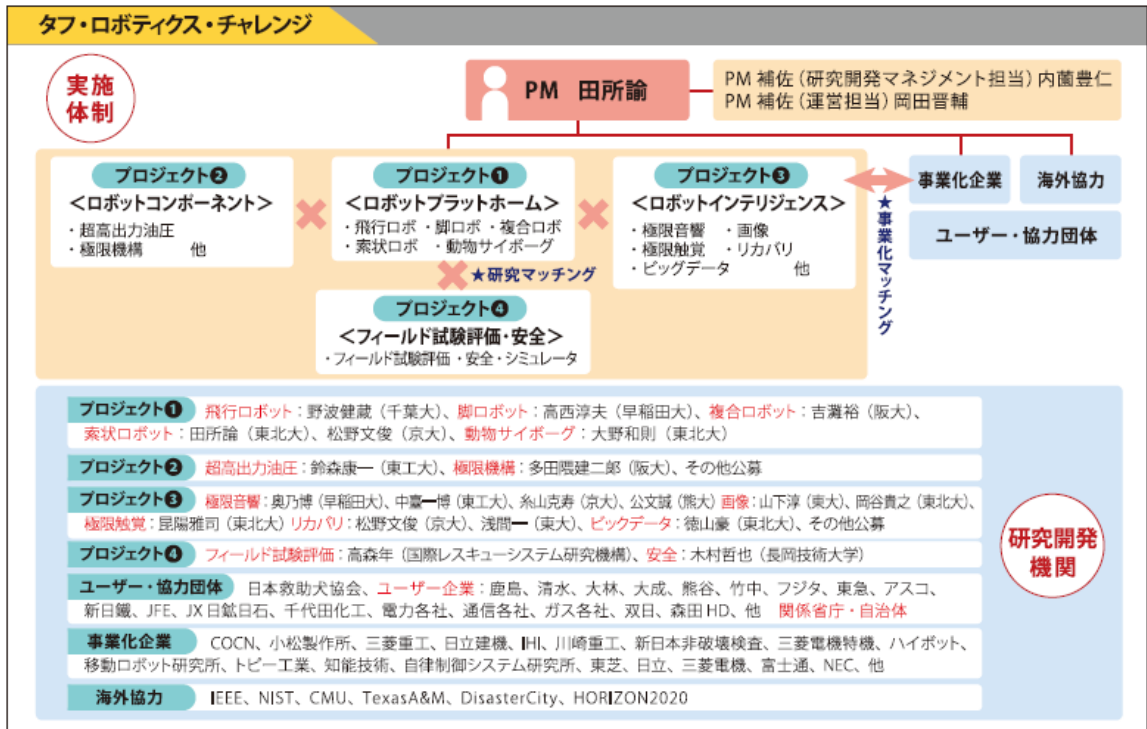 タフ・ロボティクス・チャレンジ
実施
体制
PM 田所諭
PM 補佐（研究開発マネジメント担当）内薗豊仁
PM 補佐（運営担当）岡田晋輔
プロジェクト❷
＜ロボットコンポーネント＞
・超高出力油圧
・極限機構 他
プロジェクト❶
＜ロボットプラットホーム＞
・飛行ロボ ・脚ロボ ・複合ロボ
・索状ロボ ・動物サイボーグ
プロジェクト❸
＜ロボットインテリジェンス＞
・極限音響 ・画像
・極限触覚 ・リカバリ
・ビッグデータ 他
★研究マッチング
プロジェクト❹
＜フィールド試験評価・安全＞
・フィールド試験評価 ・安全 ・シミュレータ
★事業化マッチング
事業化企業
海外協力
ユーザー・協力団体
プロジェクト❶ 飛行ロボット：野波健蔵（千葉大）、脚ロボット：高西淳夫（早稲田大）、複合ロボット：吉灘裕（阪大）、
索状ロボット：田所諭（東北大）、松野文俊（京大）、動物サイボーグ：大野和則（東北大）
プロジェクト❷ 超高出力油圧：鈴森康一（東工大）、極限機構：多田隈建二郎（阪大）、その他公募
プロジェクト❸ 極限音響：奥乃博（早稲田大）、中臺一博（東工大）、糸山克寿（京大）、公文誠（熊大）画像：山下淳（東大）、岡谷貴之（東北大）、
極限触覚：昆陽雅司（東北大）リカバリ：松野文俊（京大）、浅間一（東大）、ビックデータ：徳山豪（東北大）、その他公募
プロジェクト❹ フィールド試験評価：高森年（国際レスキューシステム研究機構）、安全：木村哲也（長岡技術大学）
ユーザー・協力団体 日本救助犬協会、ユーザー企業：鹿島、清水、大林、大成、熊谷、竹中、フジタ、東急、アスコ、
新日鐵、JFE、JX日鉱日石、千代田化工、電力各社、通信各社、ガス各社、双日、森田HD、他 関係省庁・自治体
事業化企業 COCN、小松製作所、三菱重工、日立建機、IHI、川崎重工、新日本非破壊検査、三菱電機特機、ハイボット、
移動ロボット研究所、トピー工業、知能技術、自律制御システム研究所、東芝、日立、三菱電機、富士通、NEC、他
海外協力 IEEE、NIST、CMU、TexasA&M、DisasterCity、HORIZON2020
研究開発
機関